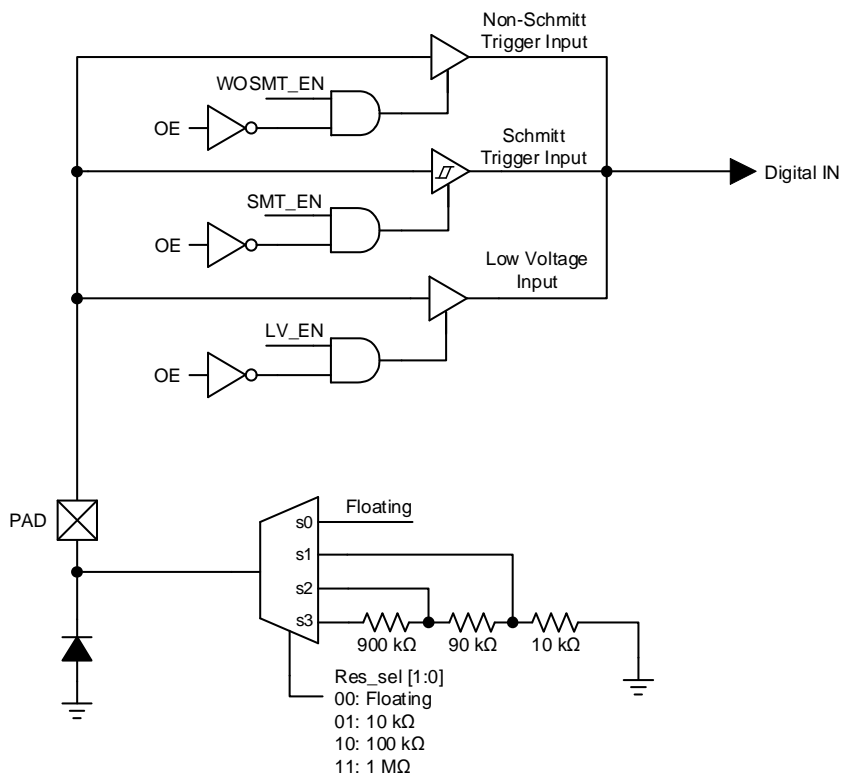 Non-Schmitt
Trigger Input
WOSMT_EN
OE
Schmitt
Trigger Input
Digital IN
SMT_EN
OE
Low Voltage
Input
LV_EN
OE
PAD
Floating
s0
s1
s2
s3
900 kΩ
90 kΩ
10 kΩ
Res_sel [1:0]
00: Floating
01: 10 kΩ
10: 100 kΩ
11: 1 MΩ